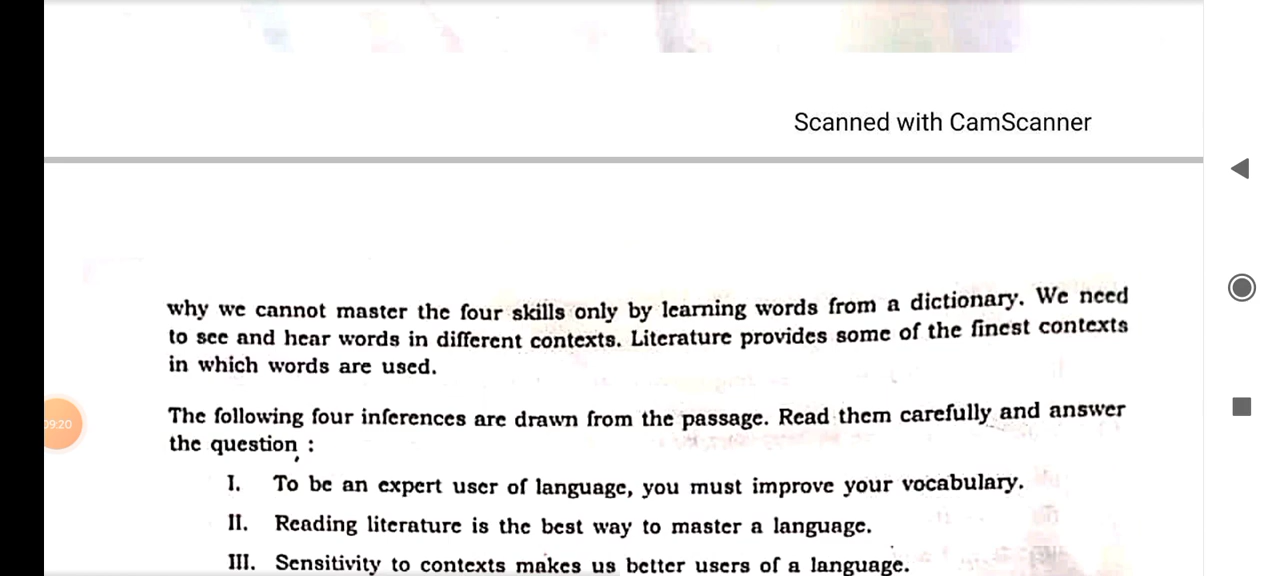 Scanned with CamScanner
why we cannot master the four skills only by learning words from a dictionary. We need
to see and hear words in different contexts. Literature provides some of the finest contexts
in which words are used.
The following four inferences are drawn from the passage. Read them carefully and answer
the question :
09:20
I. To be an expert user of language, you must improve your vocabulary.
II. Reading literature is the best way to master a language.
III. Sensitivity to contexts makes us better users of a language.